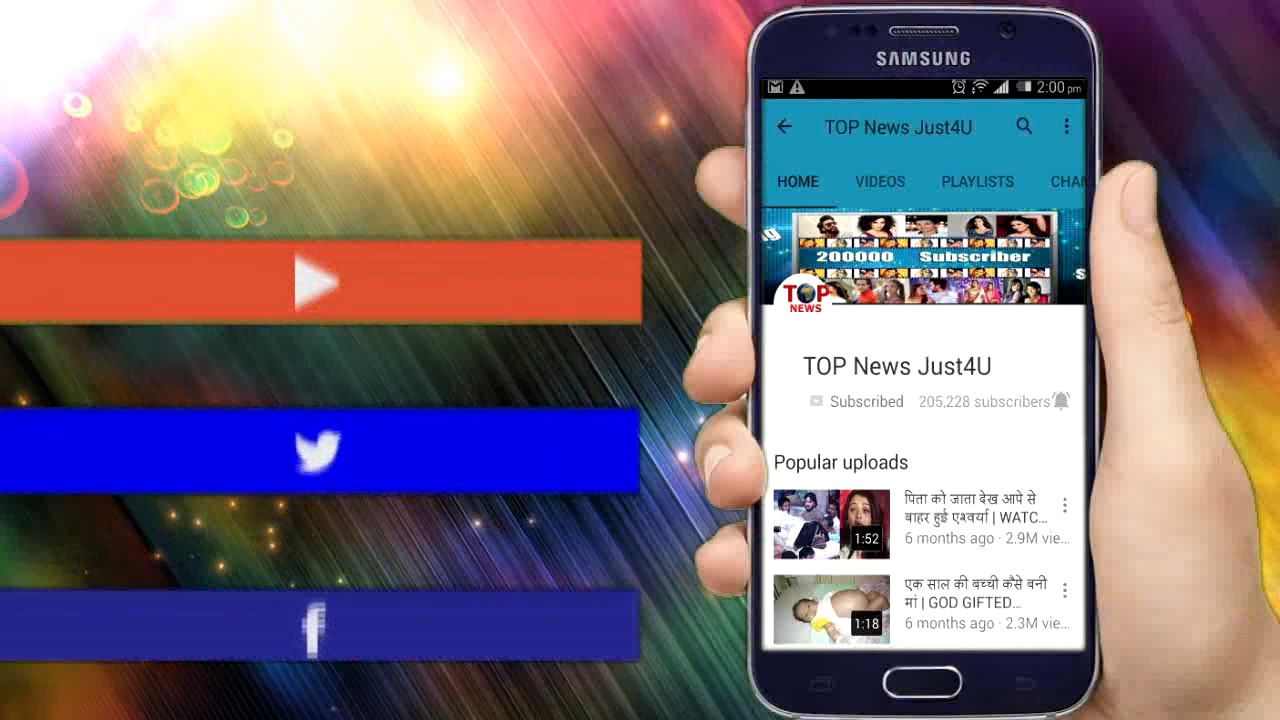 SAMSUNG
2:00 pm
TOP News Just4U
HOME VIDEOS PLAYLISTS CHAN
200000 Subscriber
TOP
NEWS
TOP News Just4U
Subscribed 205,228 subscribers
Popular uploads
पिता को जाता देख आपे से
बाहर हुई एश्वर्या | WATC...
6 months ago · 2.9M vie...
1:52
एक साल की बच्ची कैसे बनी
मां | GOD GIFTED...
6 months ago · 2.3M vie...
1:18